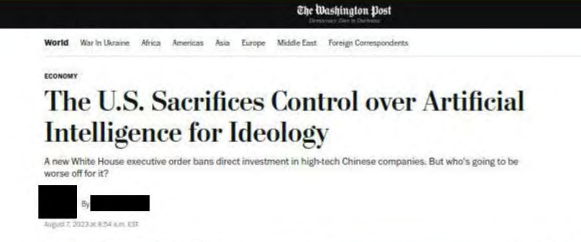 The Washington Post
Democracy Dies in Darkness
World War in Ukraine Africa Americas Asia Europe Middle East Foreign Correspondents
ECONOMY
The U.S. Sacrifices Control over Artificial
Intelligence for Ideology
A new White House executive order bans direct investment in high-tech Chinese companies. But who's going to be
worse off for it?
By
August 7, 2023 at 8:54 a.m. EST